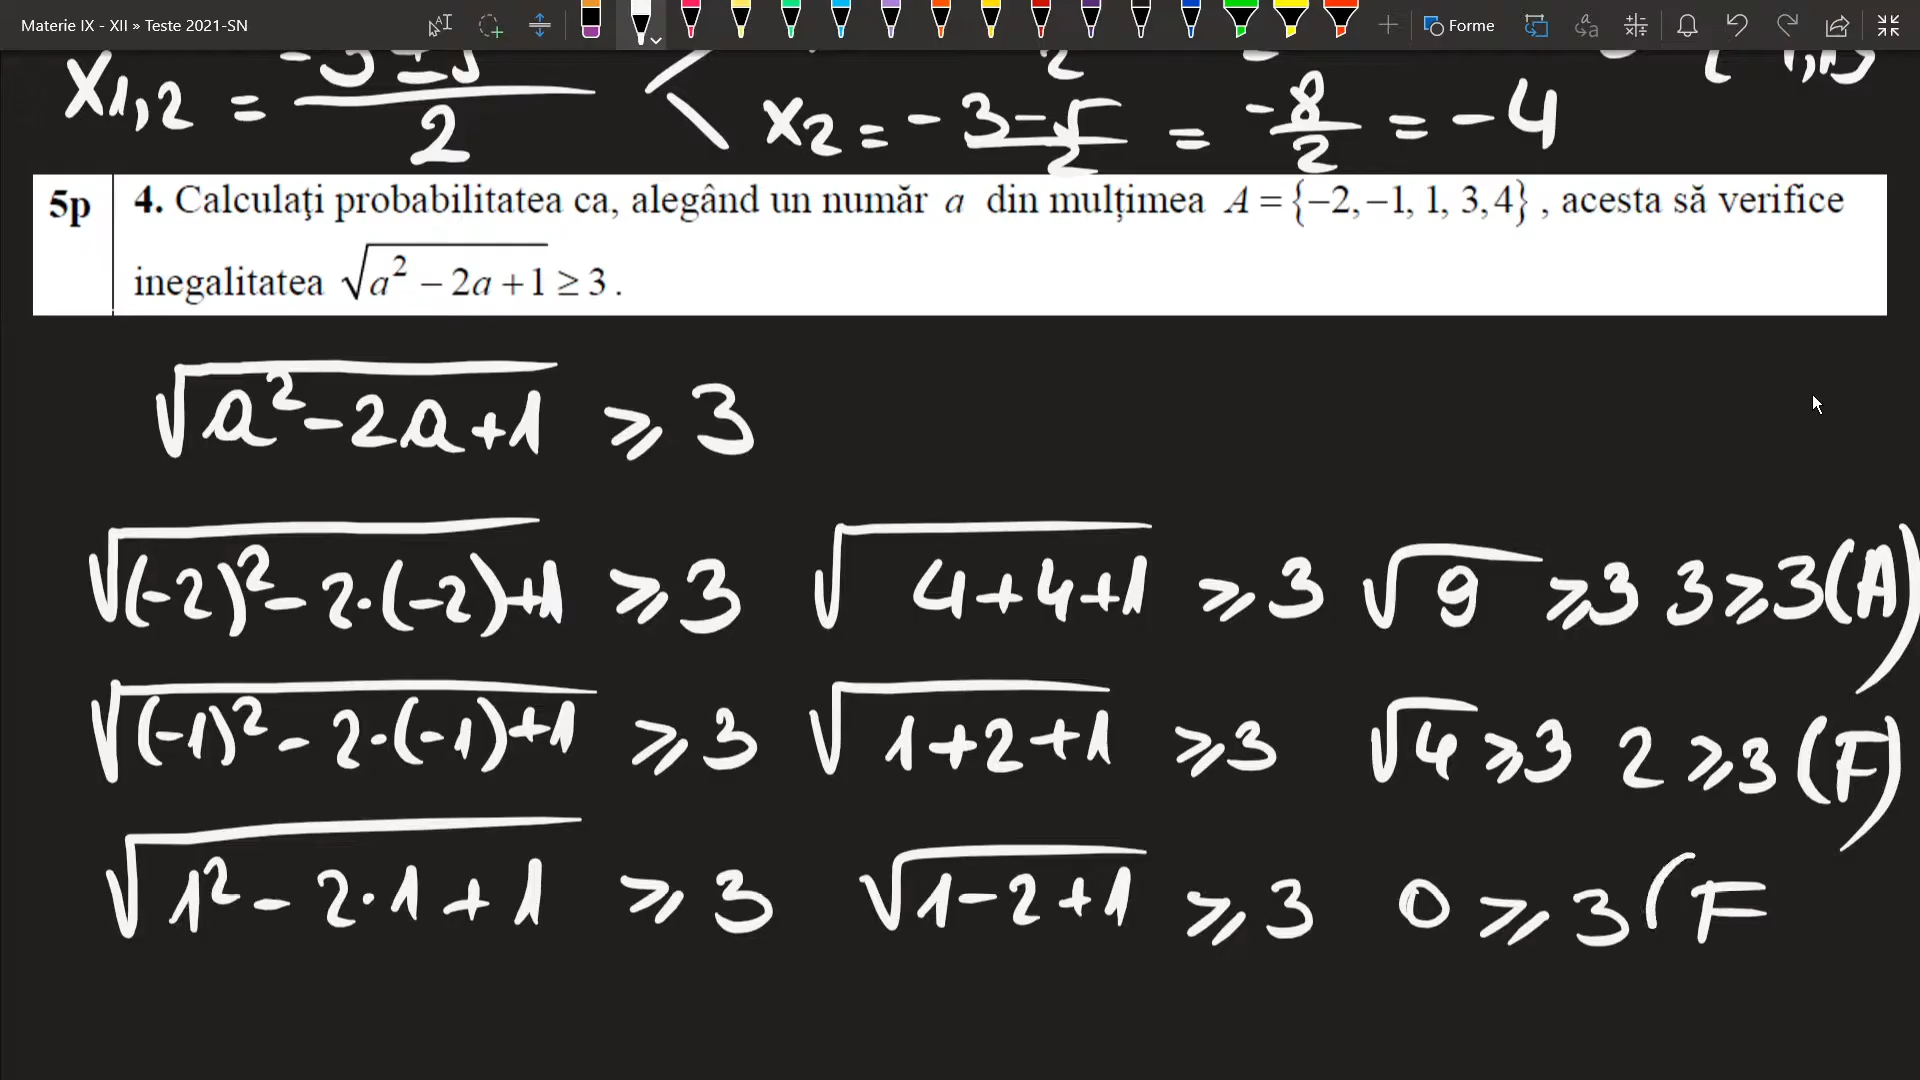 Materie IX - XII » Teste 2021-SN
Forme
x1,2 = / 2
x2 = -3-5 / 2 = -8/2 = -4
5p 4. Calculați probabilitatea ca, alegând un număr a din mulțimea A = {−2, −1, 1, 3, 4} , acesta să verifice
inegalitatea √(a² − 2a + 1) ≥ 3 .
√(a²-2a+1) ≥ 3
√((-2)²-2·(-2)+1) ≥ 3 √(4+4+1) ≥ 3 √9 ≥ 3 3 ≥ 3 (A)
√((-1)²-2·(-1)+1) ≥ 3 √(1+2+1) ≥ 3 √4 ≥ 3 2 ≥ 3 (F)
√(1²-2·1+1) ≥ 3 √(1-2+1) ≥ 3 0 ≥ 3 (F